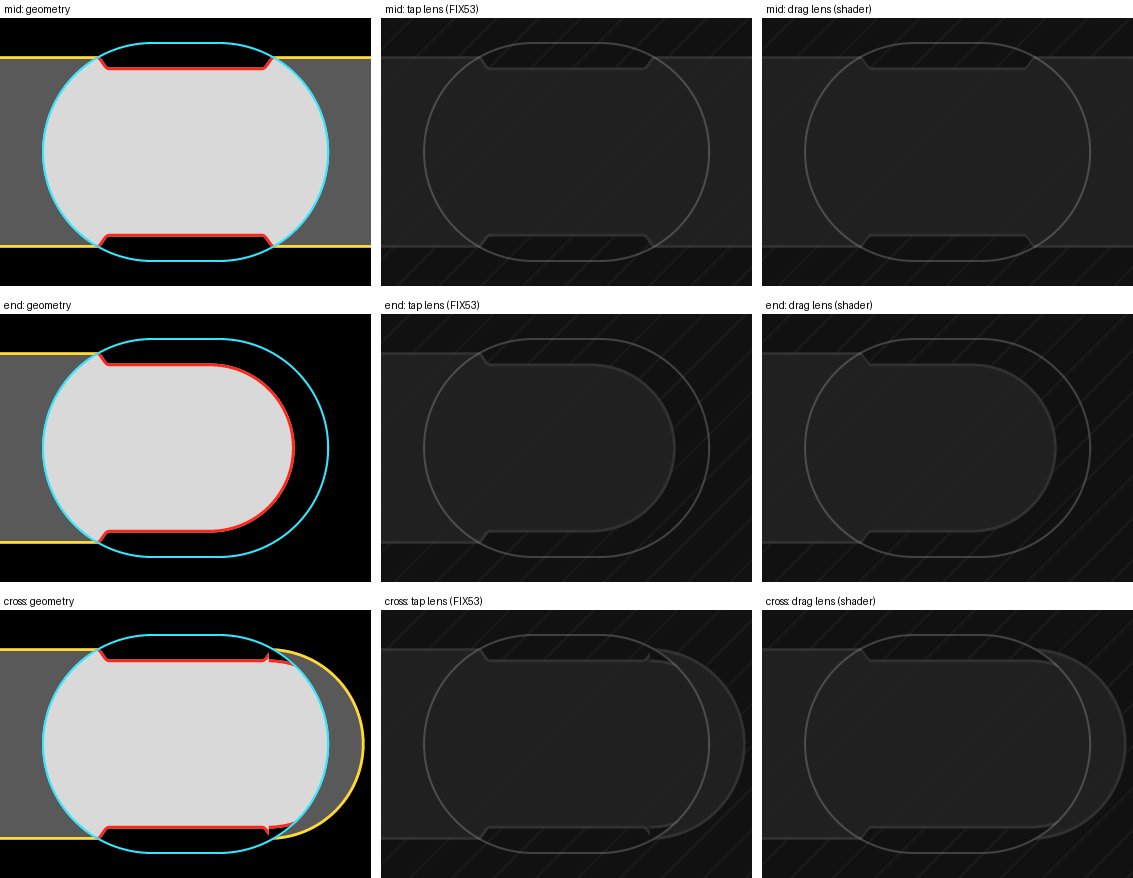 mid: geometry
mid: tap lens (FIX53)
mid: drag lens (shader)
end: geometry
end: tap lens (FIX53)
end: drag lens (shader)
cross: geometry
cross: tap lens (FIX53)
cross: drag lens (shader)